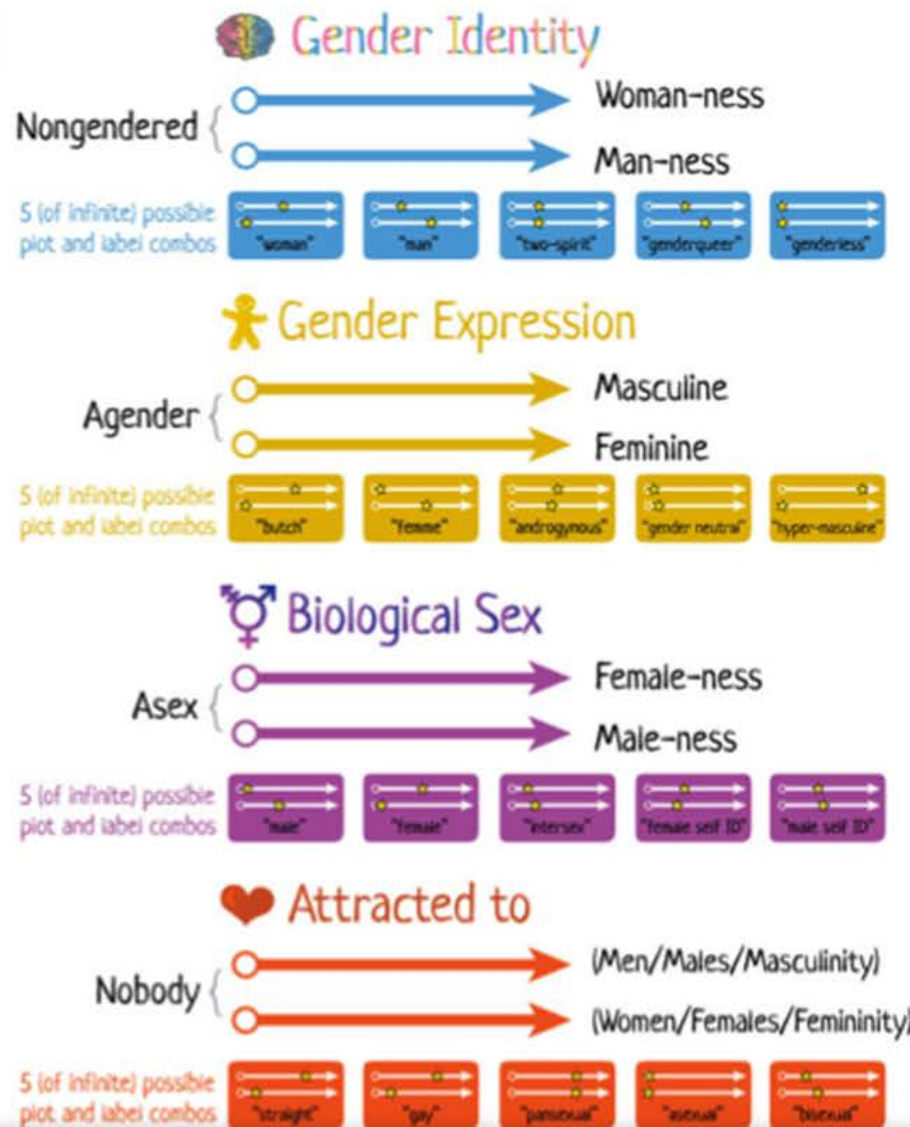 Gender Identity
Woman-ness
Nongendered
Man-ness
5 (of infinite) possible
plot and label combos
"woman" "man" "two-spirit" "genderqueer" "genderless"
Gender Expression
Masculine
Agender
Feminine
5 (of infinite) possible
plot and label combos
"butch" "femme" "androgynous" "gender neutral" "hyper-masculine"
Biological Sex
Female-ness
Asex
Male-ness
5 (of infinite) possible
plot and label combos
"male" "female" "intersex" "female self ID" "male self ID"
Attracted to
(Men/Males/Masculinity)
Nobody
(Women/Females/Femininity)
5 (of infinite) possible
plot and label combos
"straight" "gay" "pansexual" "asexual" "bisexual"